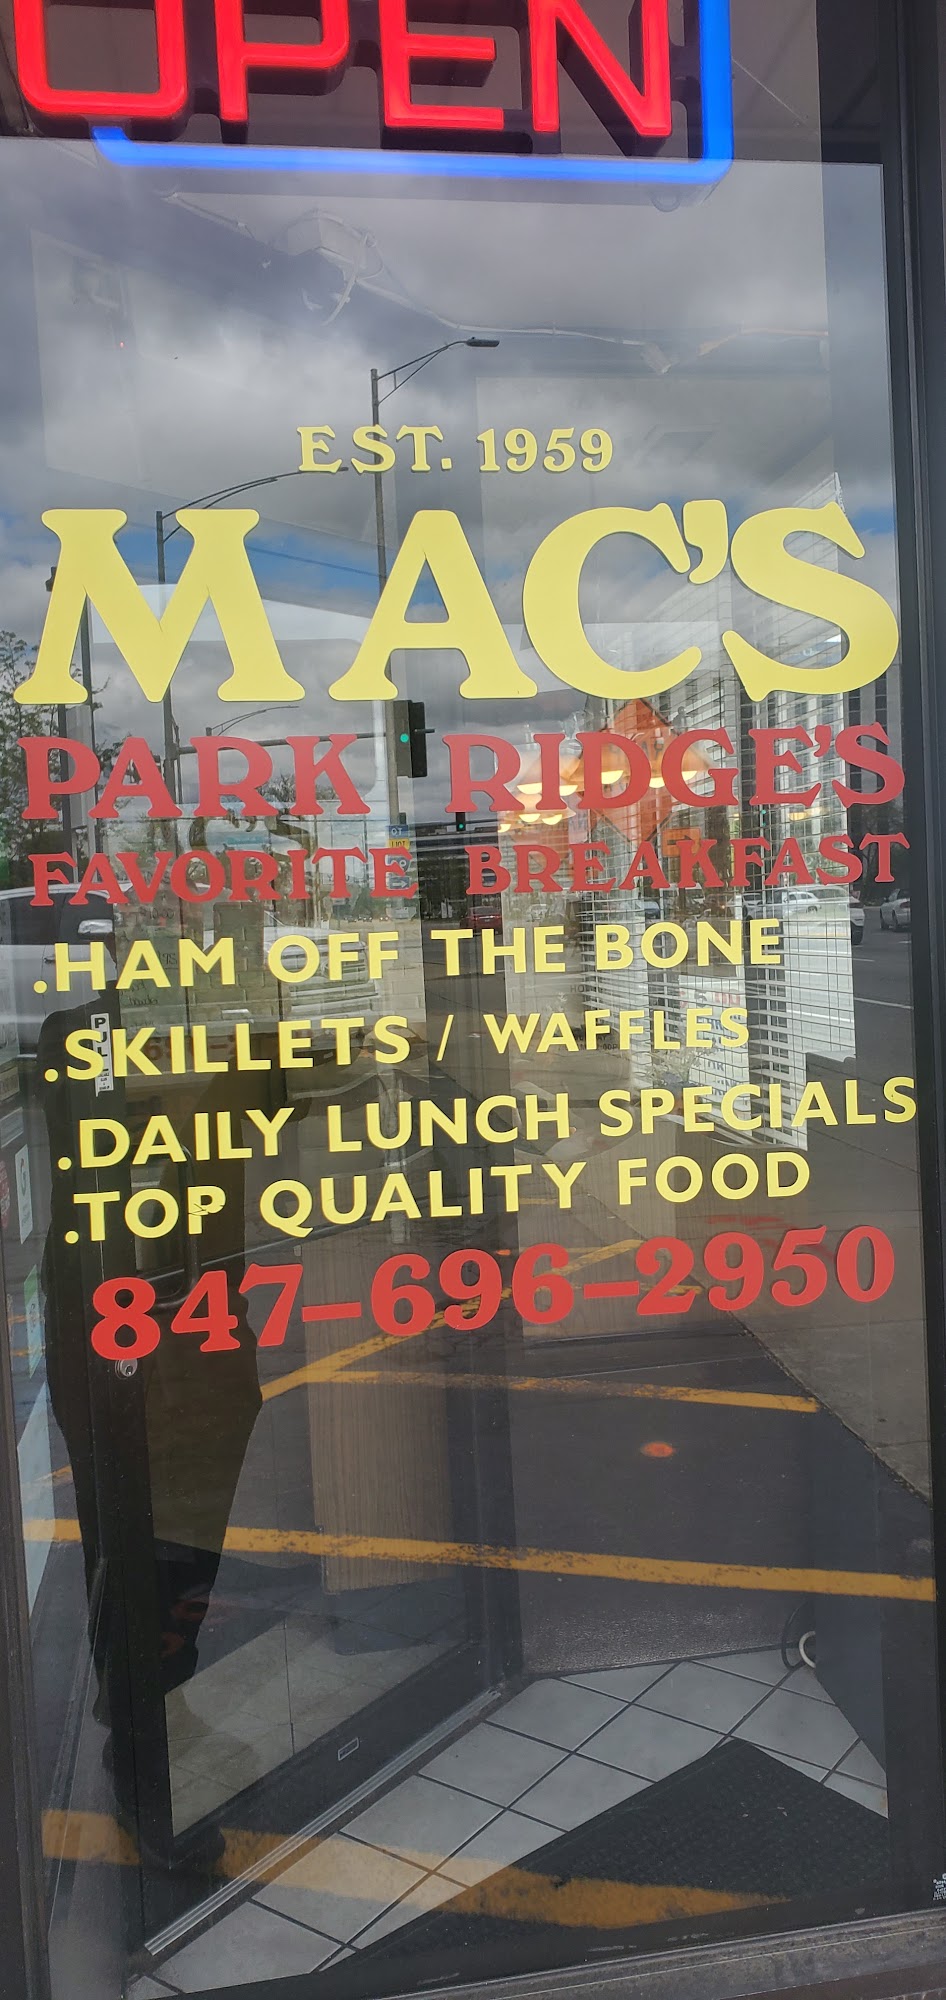 OPEN
EST. 1959
MAC'S
PARK RIDGE'S
FAVORITE BREAKFAST
.HAM OFF THE BONE
.SKILLETS / WAFFLES
.DAILY LUNCH SPECIALS
.TOP QUALITY FOOD
847-696-2950
PULL